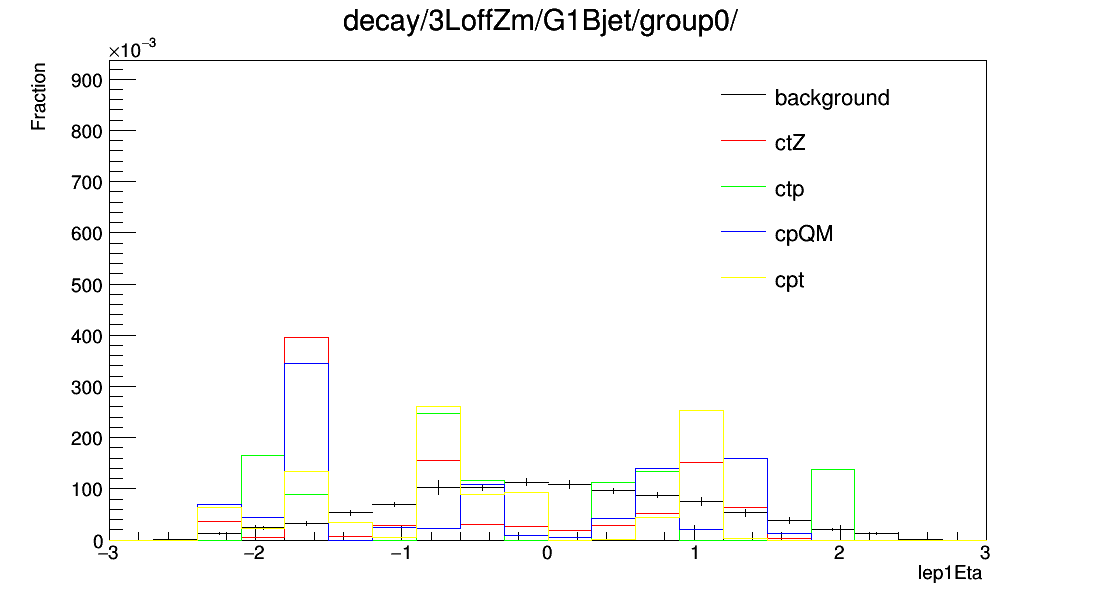 decay/3LoffZm/G1Bjet/group0/
×10⁻³
Fraction
900
800
700
600
500
400
300
200
100
0
background
ctZ
ctp
cpQM
cpt
−3 −2 −1 0 1 2 3
lep1Eta